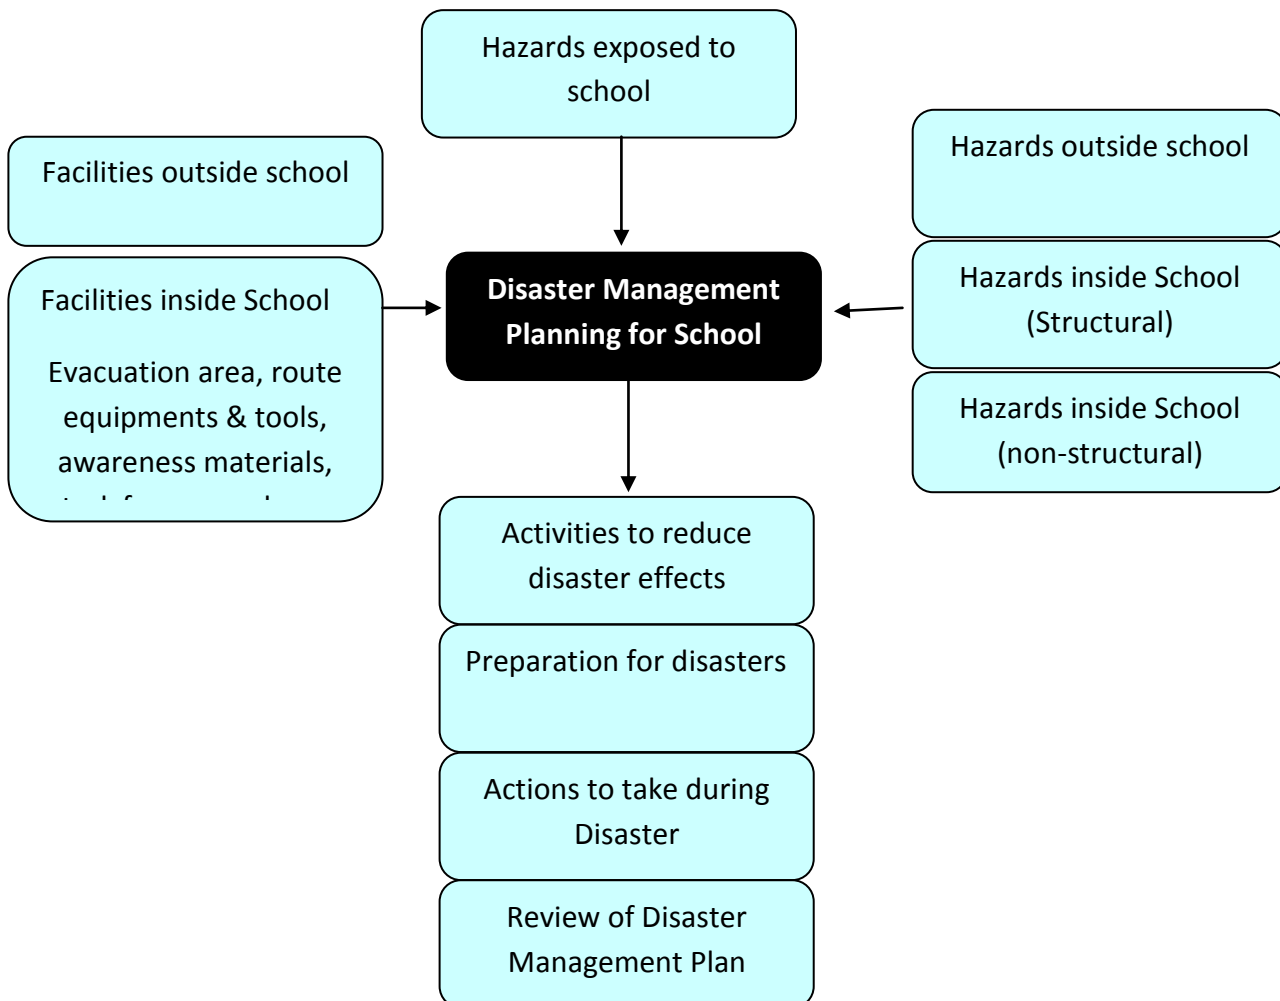 Hazards exposed to
school
Facilities outside school
Facilities inside School
Evacuation area, route
equipments & tools,
awareness materials,
Disaster Management
Planning for School
Hazards outside school
Hazards inside School
(Structural)
Hazards inside School
(non-structural)
Activities to reduce
disaster effects
Preparation for disasters
Actions to take during
Disaster
Review of Disaster
Management Plan